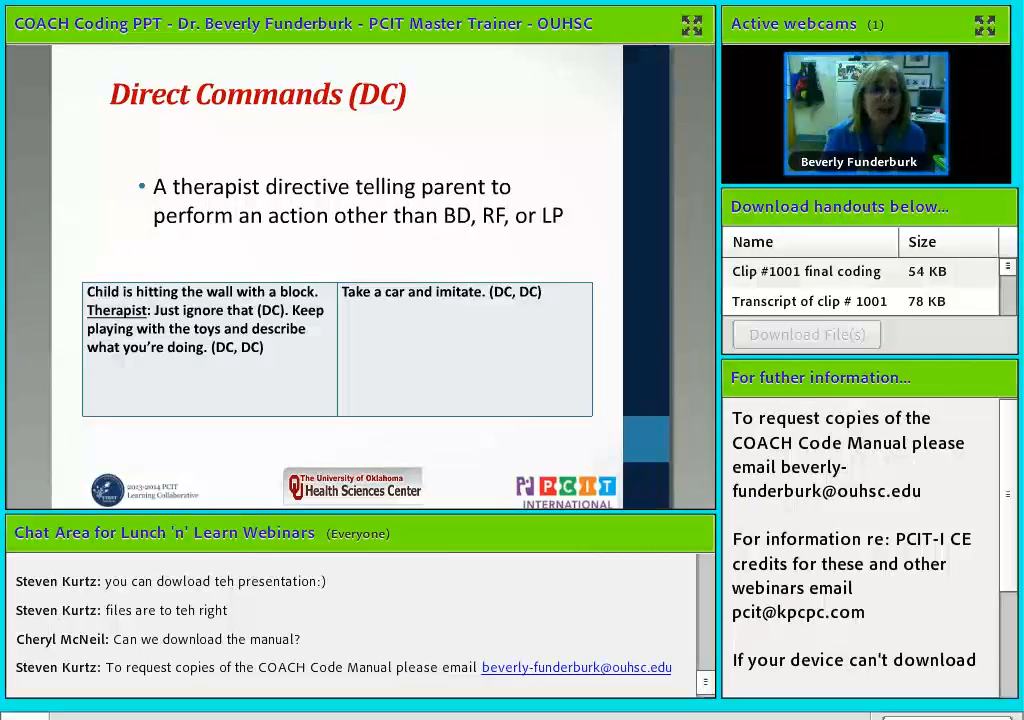 COACH Coding PPT - Dr. Beverly Funderburk - PCIT Master Trainer - OUHSC
Direct Commands (DC)
• A therapist directive telling parent to
perform an action other than BD, RF, or LP
Child is hitting the wall with a block.
Therapist: Just ignore that (DC). Keep
playing with the toys and describe
what you're doing. (DC, DC)
Take a car and imitate. (DC, DC)
2013-2014 PCIT
Learning Collaborative
The University of Oklahoma
Health Sciences Center
PCIT
INTERNATIONAL
Chat Area for Lunch 'n' Learn Webinars (Everyone)
Steven Kurtz: you can dowload teh presentation:)
Steven Kurtz: files are to teh right
Cheryl McNeil: Can we download the manual?
Steven Kurtz: To request copies of the COACH Code Manual please email beverly-funderburk@ouhsc.edu
Active webcams (1)
Beverly Funderburk
Download handouts below...
Name Size
Clip #1001 final coding 54 KB
Transcript of clip # 1001 78 KB
Download File(s)
For futher information...
To request copies of the
COACH Code Manual please
email beverly-
funderburk@ouhsc.edu
For information re: PCIT-I CE
credits for these and other
webinars email
pcit@kpcpc.com
If your device can't download